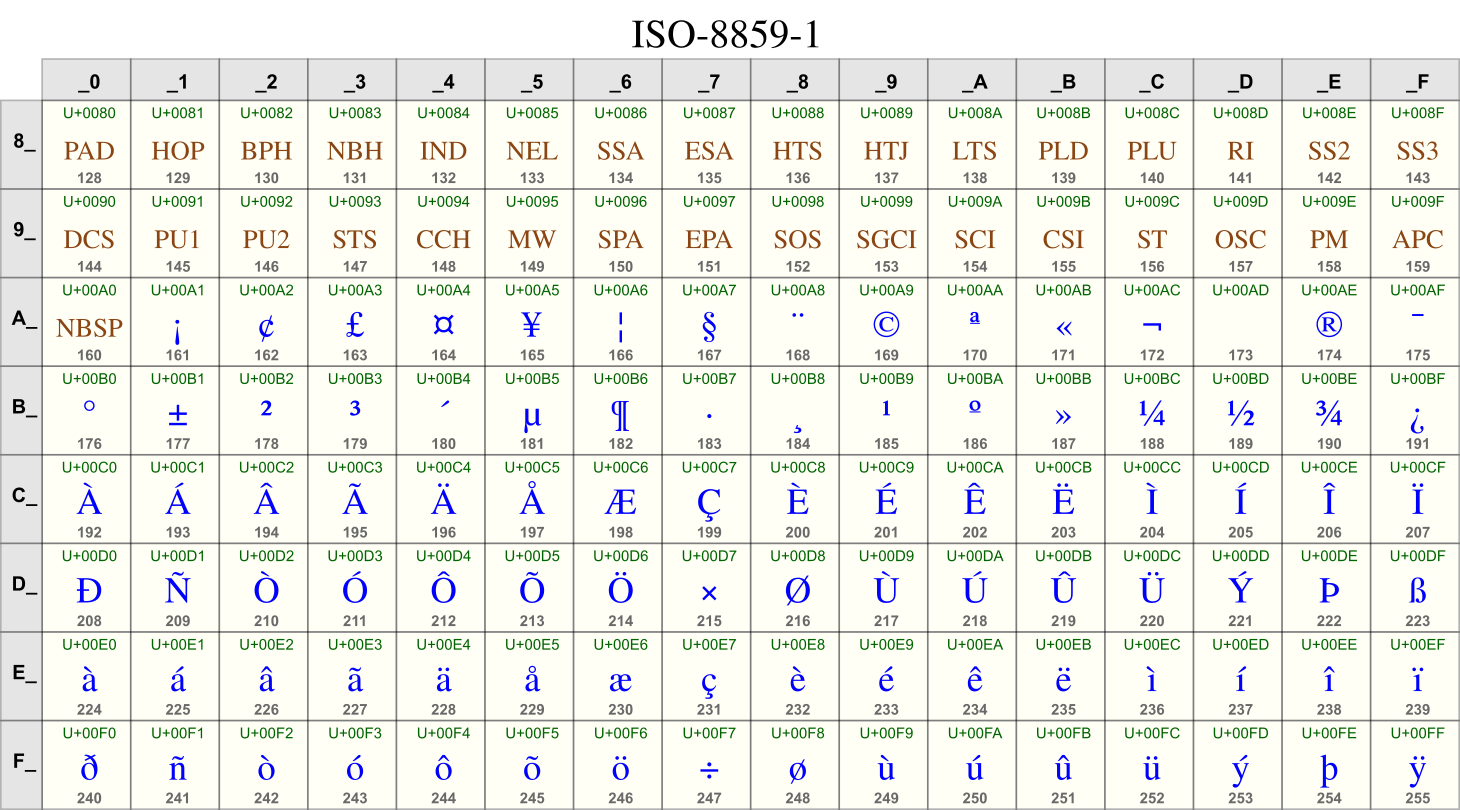 ISO-8859-1
_0 _1 _2 _3 _4 _5 _6 _7 _8 _9 _A _B _C _D _E _F
U+0080 U+0081 U+0082 U+0083 U+0084 U+0085 U+0086 U+0087 U+0088 U+0089 U+008A U+008B U+008C U+008D U+008E U+008F
8_ PAD HOP BPH NBH IND NEL SSA ESA HTS HTJ LTS PLD PLU RI SS2 SS3
128 129 130 131 132 133 134 135 136 137 138 139 140 141 142 143
U+0090 U+0091 U+0092 U+0093 U+0094 U+0095 U+0096 U+0097 U+0098 U+0099 U+009A U+009B U+009C U+009D U+009E U+009F
9_ DCS PU1 PU2 STS CCH MW SPA EPA SOS SGCI SCI CSI ST OSC PM APC
144 145 146 147 148 149 150 151 152 153 154 155 156 157 158 159
U+00A0 U+00A1 U+00A2 U+00A3 U+00A4 U+00A5 U+00A6 U+00A7 U+00A8 U+00A9 U+00AA U+00AB U+00AC U+00AD U+00AE U+00AF
A_ NBSP ¡ ¢ £ ¤ ¥ ¦ § ¨ © ª « ¬ ® ¯
160 161 162 163 164 165 166 167 168 169 170 171 172 173 174 175
U+00B0 U+00B1 U+00B2 U+00B3 U+00B4 U+00B5 U+00B6 U+00B7 U+00B8 U+00B9 U+00BA U+00BB U+00BC U+00BD U+00BE U+00BF
B_ ° ± ² ³ ´ µ ¶ · ¸ ¹ º » ¼ ½ ¾ ¿
176 177 178 179 180 181 182 183 184 185 186 187 188 189 190 191
U+00C0 U+00C1 U+00C2 U+00C3 U+00C4 U+00C5 U+00C6 U+00C7 U+00C8 U+00C9 U+00CA U+00CB U+00CC U+00CD U+00CE U+00CF
C_ À Á Â Ã Ä Å Æ Ç È É Ê Ë Ì Í Î Ï
192 193 194 195 196 197 198 199 200 201 202 203 204 205 206 207
U+00D0 U+00D1 U+00D2 U+00D3 U+00D4 U+00D5 U+00D6 U+00D7 U+00D8 U+00D9 U+00DA U+00DB U+00DC U+00DD U+00DE U+00DF
D_ Ð Ñ Ò Ó Ô Õ Ö × Ø Ù Ú Û Ü Ý Þ ß
208 209 210 211 212 213 214 215 216 217 218 219 220 221 222 223
U+00E0 U+00E1 U+00E2 U+00E3 U+00E4 U+00E5 U+00E6 U+00E7 U+00E8 U+00E9 U+00EA U+00EB U+00EC U+00ED U+00EE U+00EF
E_ à á â ã ä å æ ç è é ê ë ì í î ï
224 225 226 227 228 229 230 231 232 233 234 235 236 237 238 239
U+00F0 U+00F1 U+00F2 U+00F3 U+00F4 U+00F5 U+00F6 U+00F7 U+00F8 U+00F9 U+00FA U+00FB U+00FC U+00FD U+00FE U+00FF
F_ ð ñ ò ó ô õ ö ÷ ø ù ú û ü ý þ ÿ
240 241 242 243 244 245 246 247 248 249 250 251 252 253 254 255